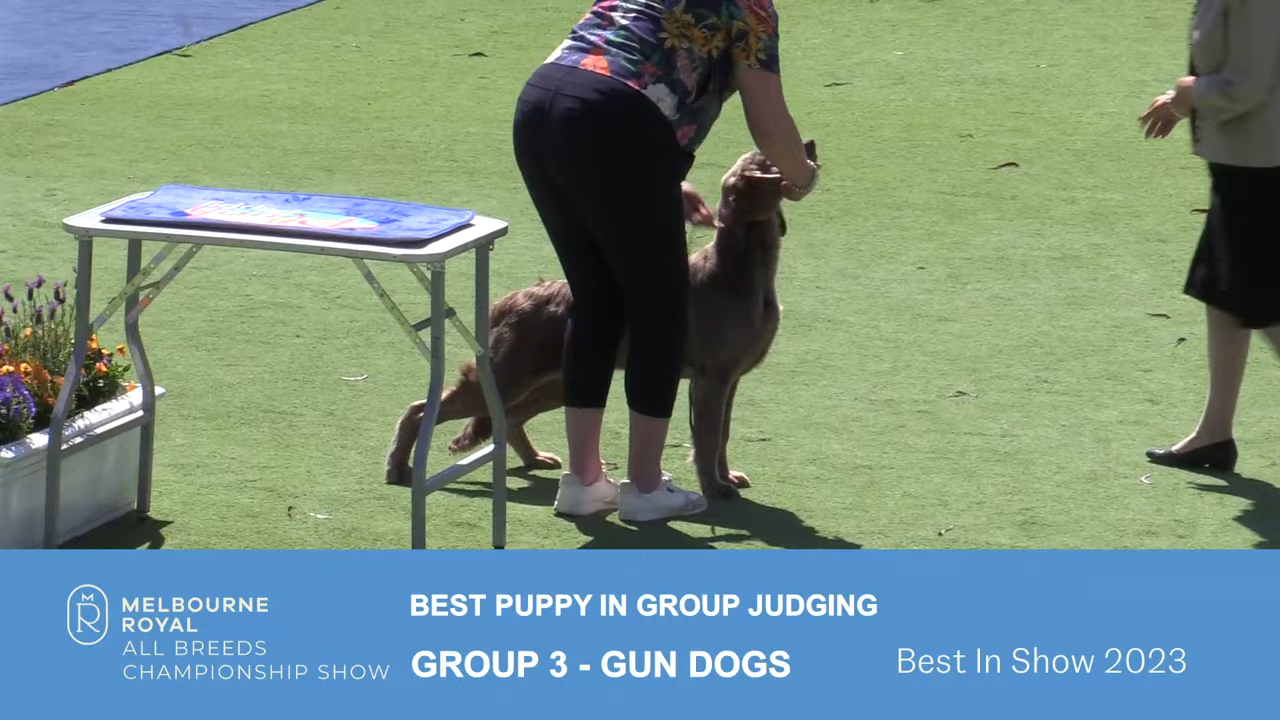 MELBOURNE
ROYAL
ALL BREEDS
CHAMPIONSHIP SHOW
BEST PUPPY IN GROUP JUDGING
GROUP 3 - GUN DOGS
Best In Show 2023